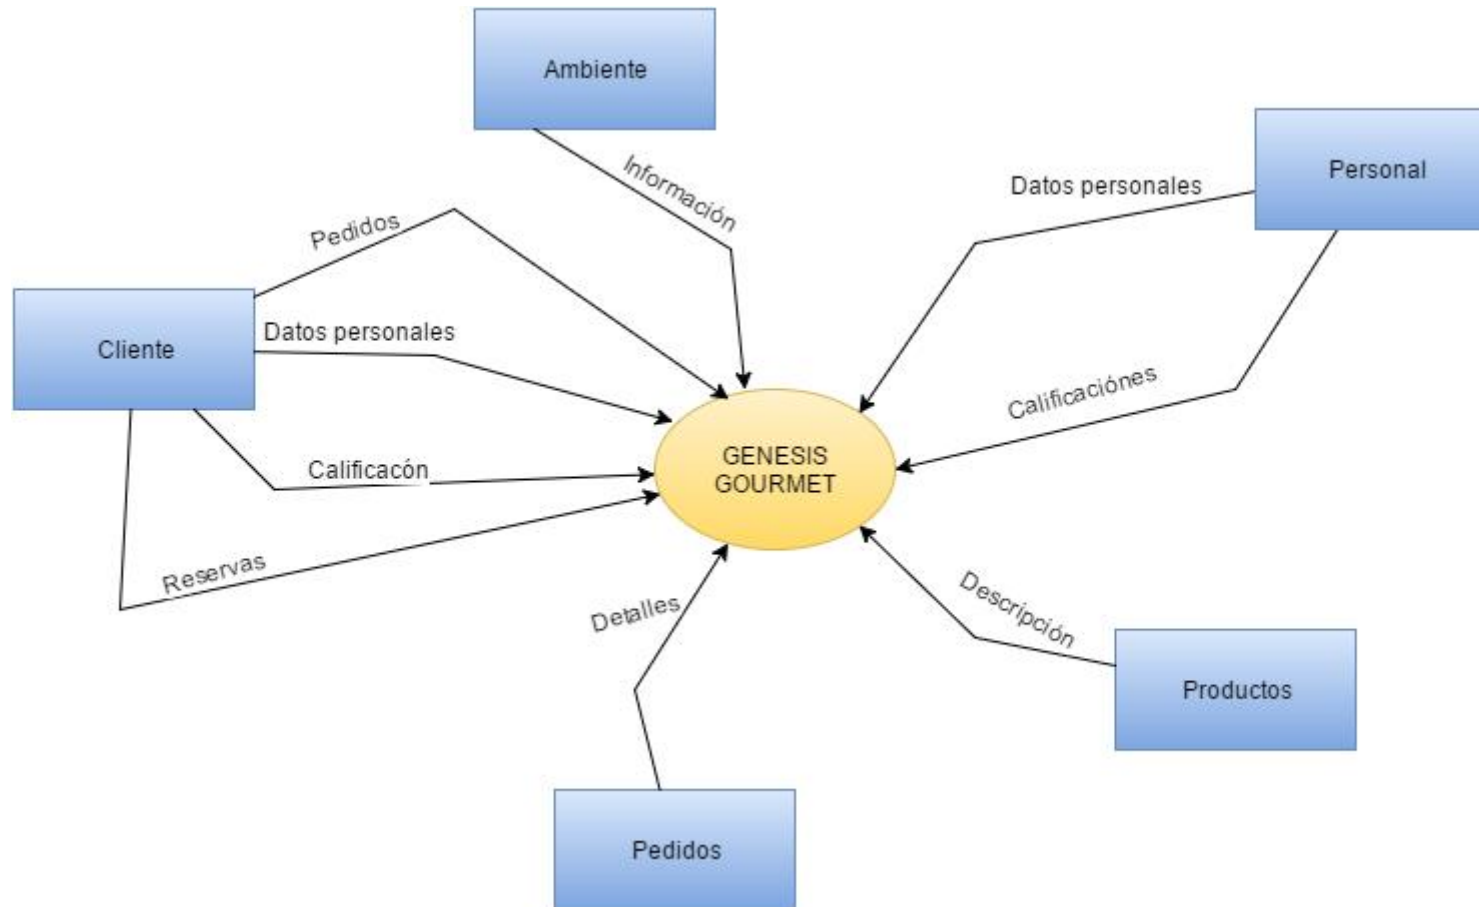 Ambiente
Información
Personal
Datos personales
Pedidos
Cliente
Datos personales
Calificaciónes
GENESIS
GOURMET
Calificacón
Reservas
Detalles
Descripción
Productos
Pedidos